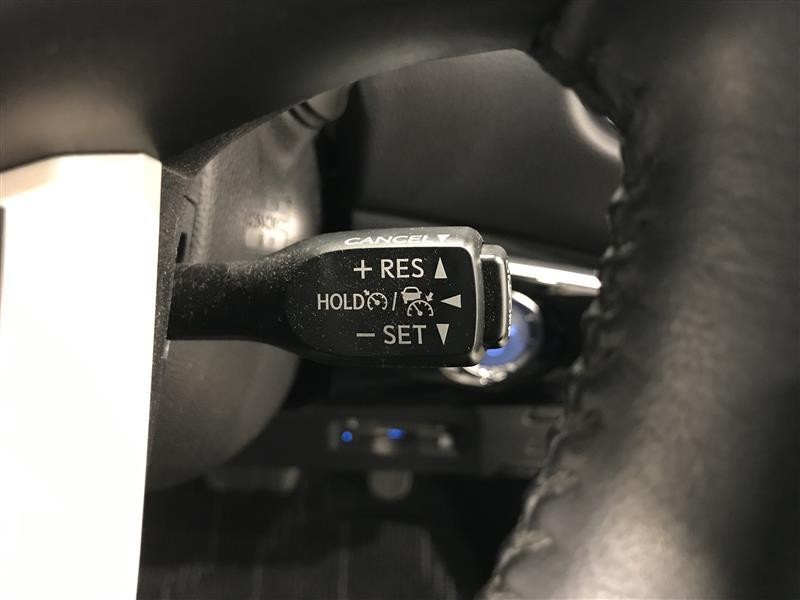 CANCEL ▼
+ RES ▲
HOLD / ◀
− SET ▼